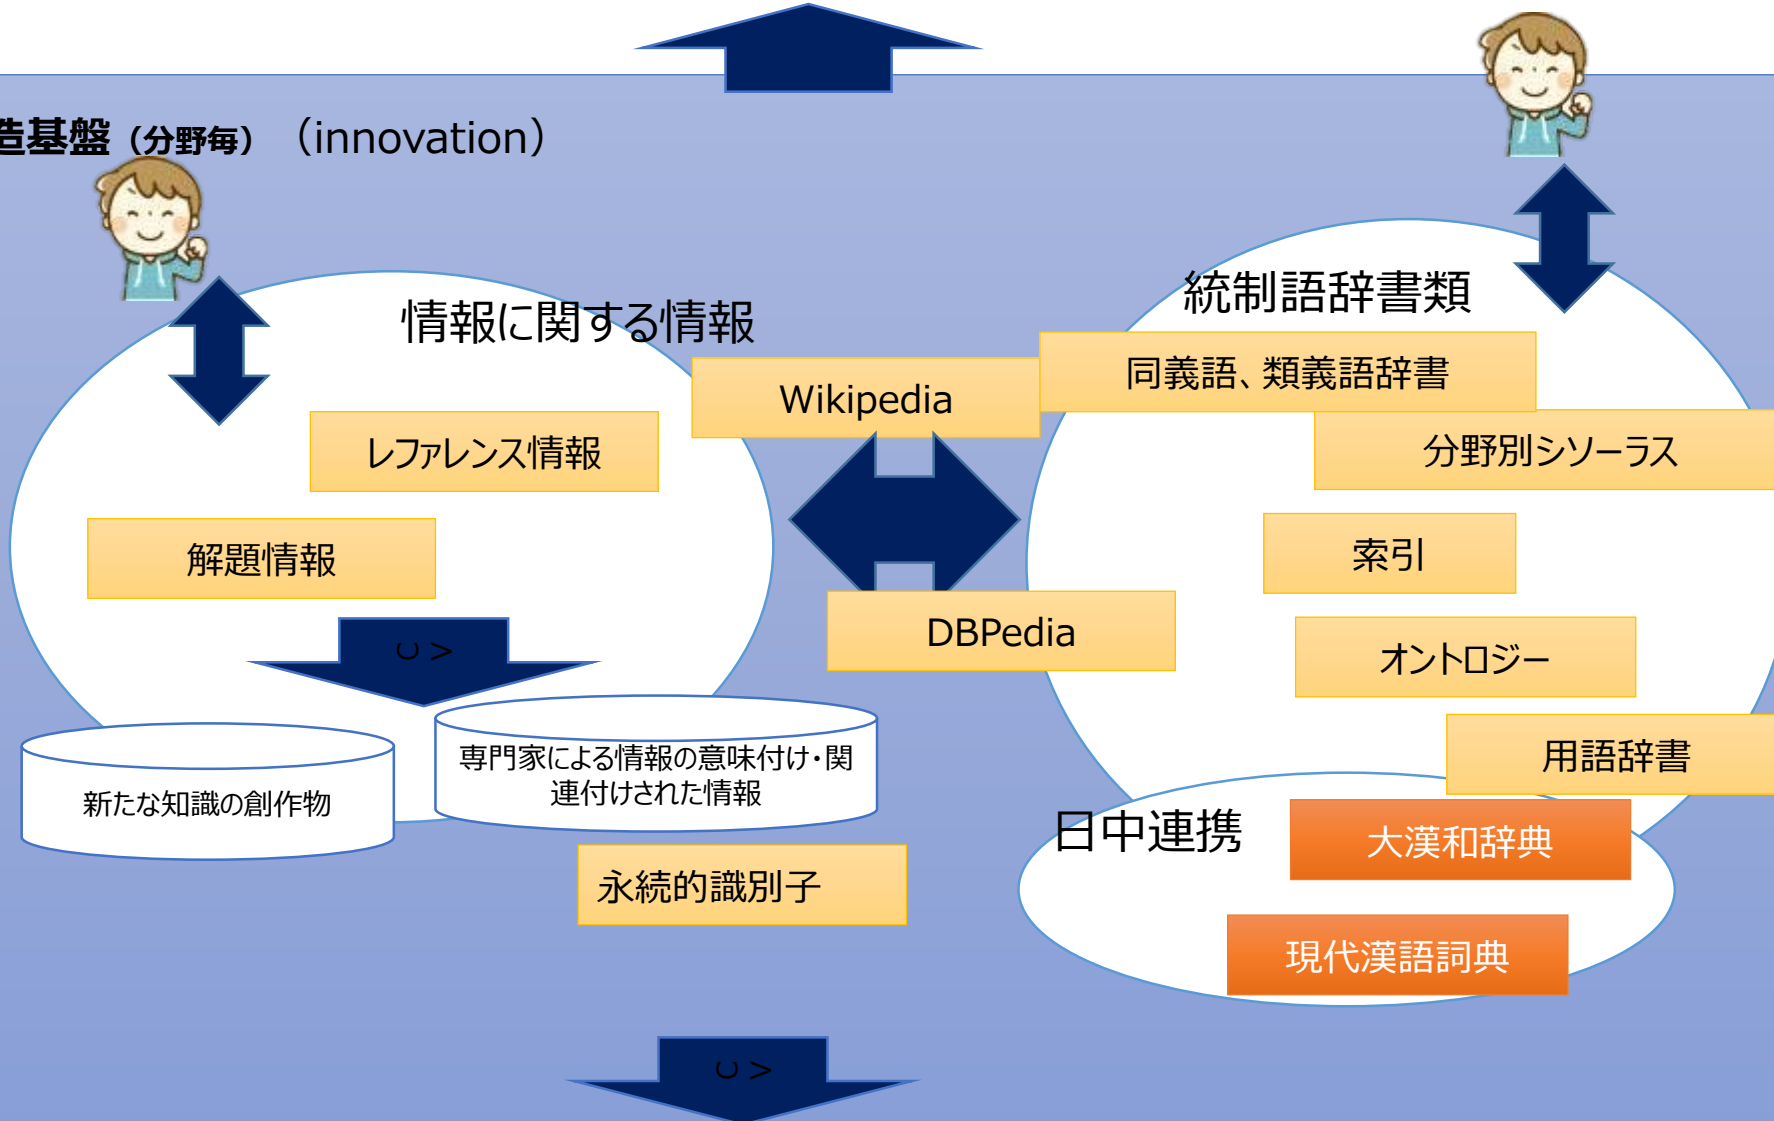 造基盤（分野毎）（innovation）
情報に関する情報
統制語辞書類
Wikipedia
同義語、類義語辞書
レファレンス情報
分野別シソーラス
解題情報
索引
DBPedia
オントロジー
用語辞書
専門家による情報の意味付け・関
連付けされた情報
新たな知識の創作物
日中連携
大漢和辞典
永続的識別子
現代漢語詞典